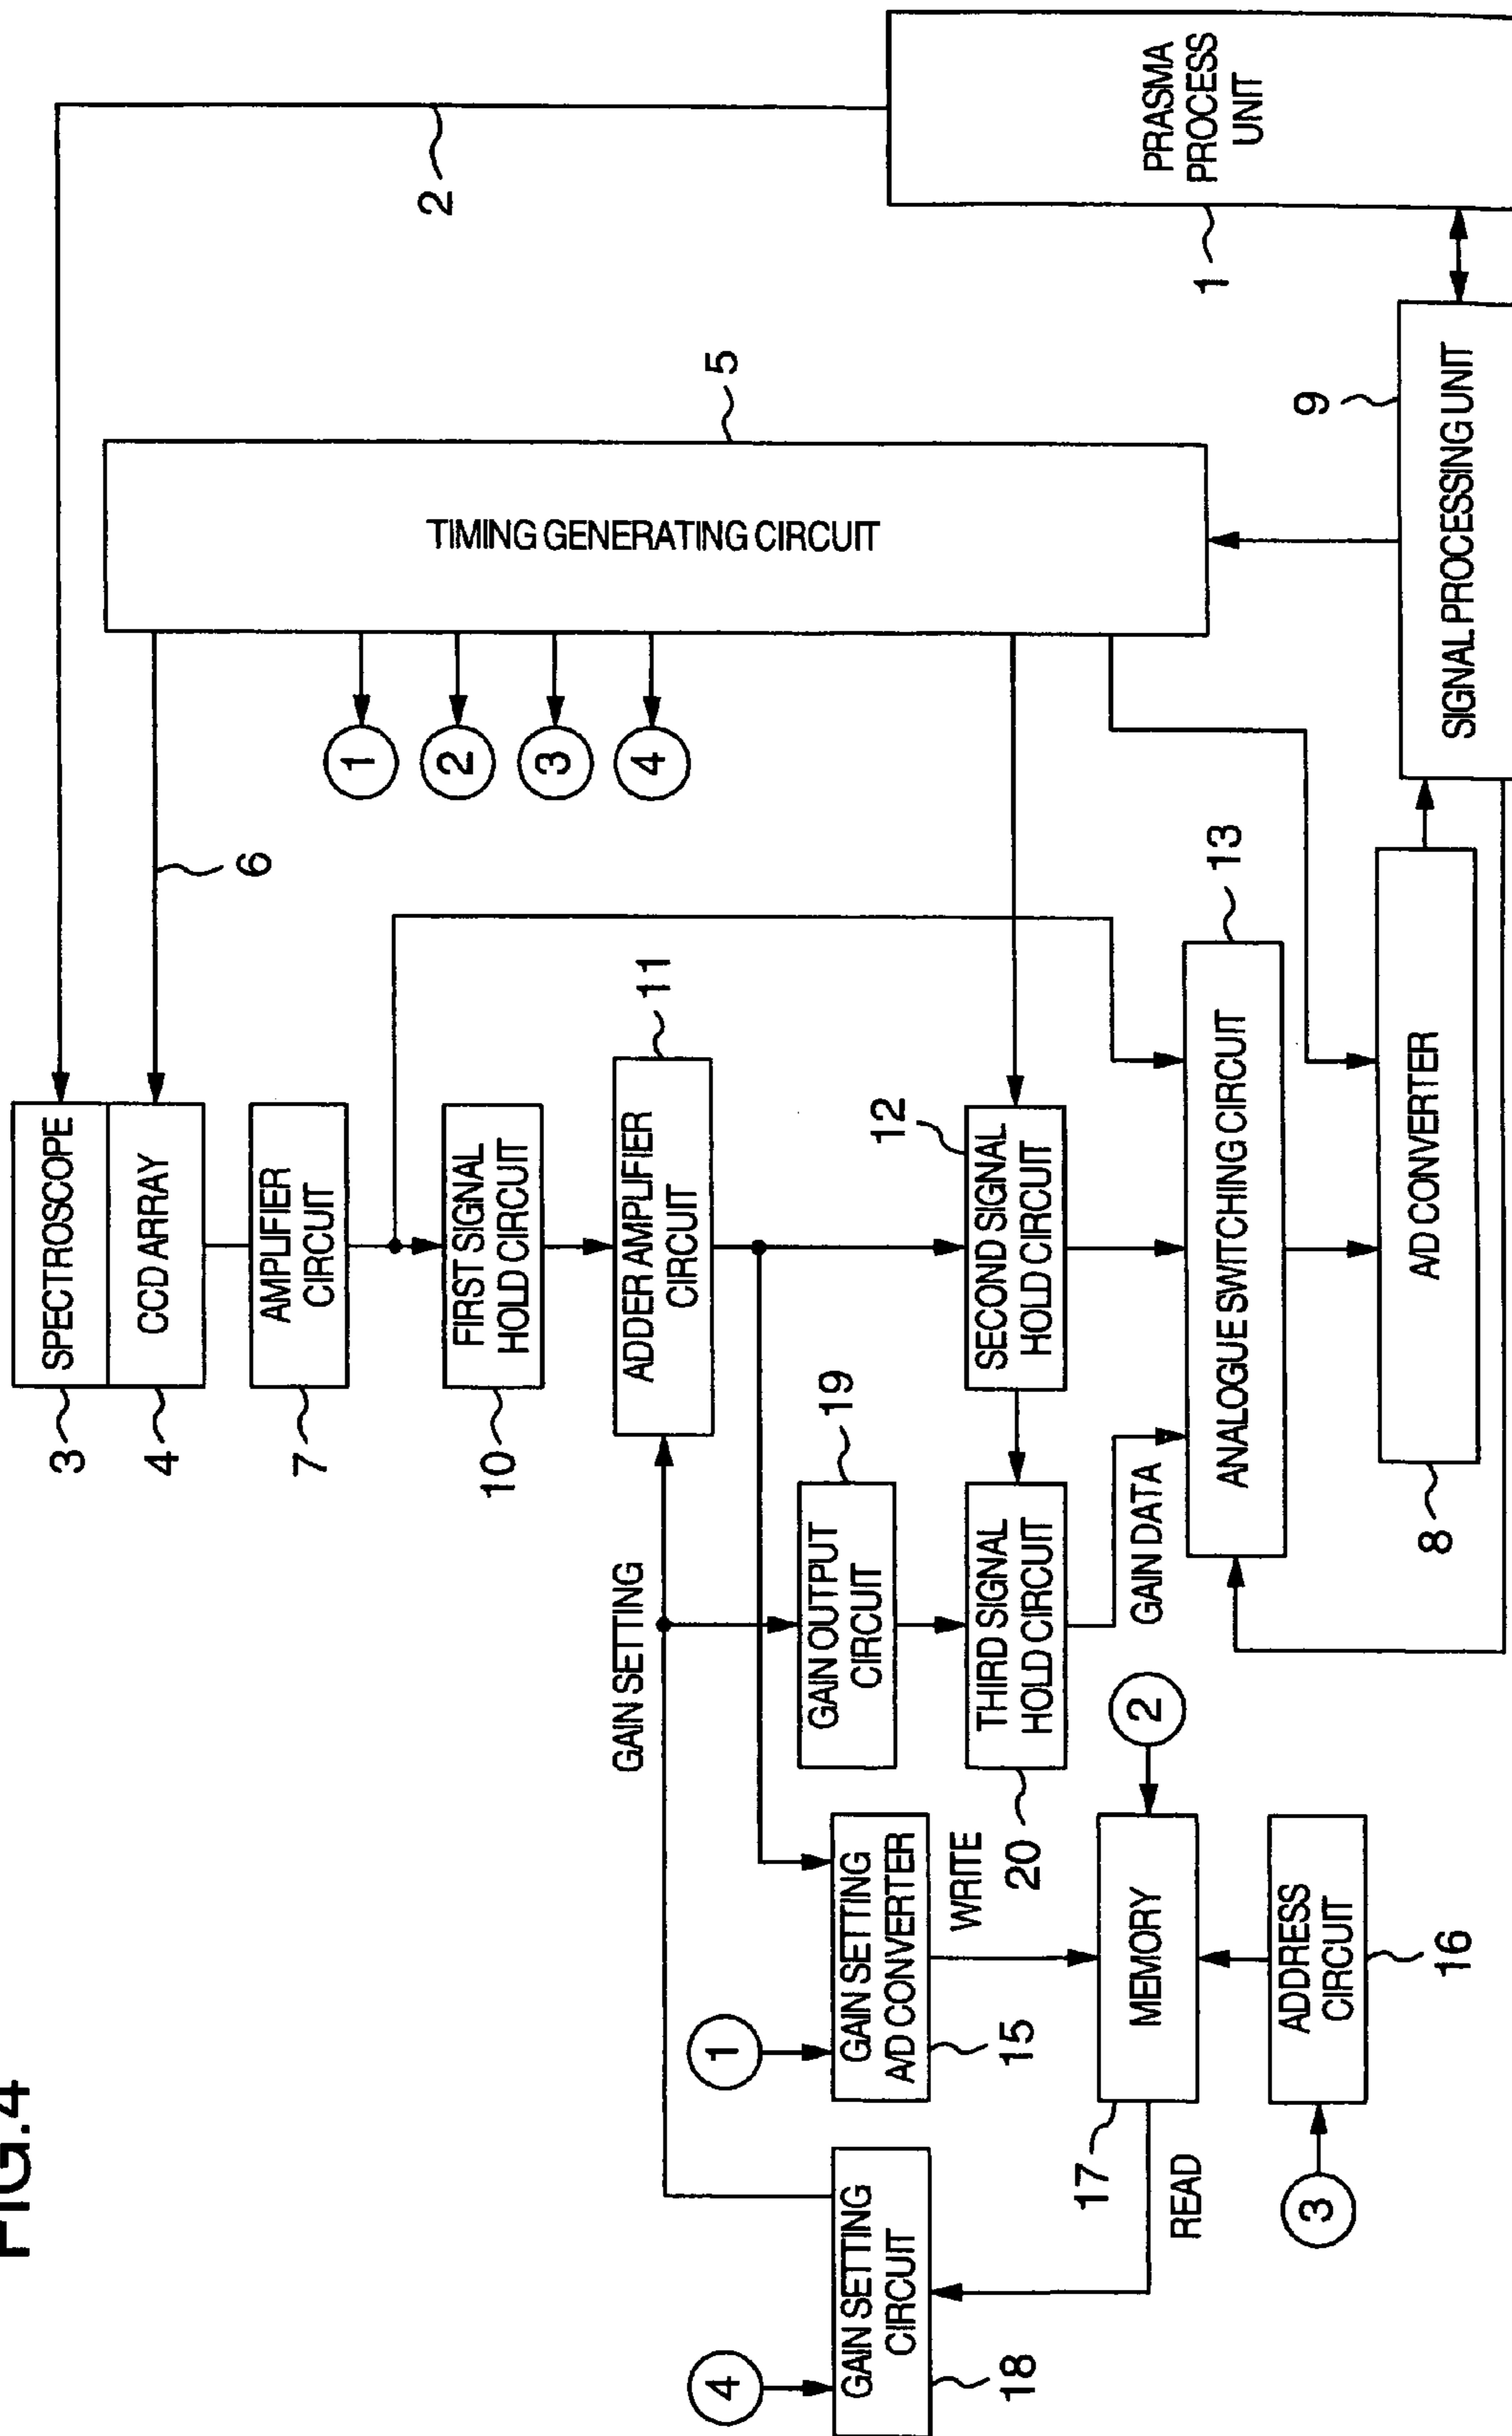 FIG.4
3
SPECTROSCOPE
4
CCD ARRAY
7
AMPLIFIER
CIRCUIT
10
FIRST SIGNAL
HOLD CIRCUIT
11
ADDER AMPLIFIER
CIRCUIT
GAIN SETTING
2
6
5
TIMING GENERATING CIRCUIT
1
2
3
4
PRASMA
PROCESS
UNIT
1
4
GAIN SETTING
CIRCUIT
18
1
GAIN SETTING
A/D CONVERTER
15
WRITE
READ
17
MEMORY
2
3
ADDRESS
CIRCUIT
16
19
GAIN OUTPUT
CIRCUIT
20
THIRD SIGNAL
HOLD CIRCUIT
12
SECOND SIGNAL
HOLD CIRCUIT
GAIN DATA
13
ANALOGUE SWITCHING CIRCUIT
8
A/D CONVERTER
9
SIGNAL PROCESSING UNIT